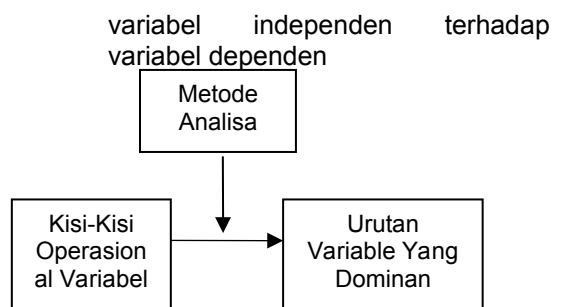 variabel independen terhadap
variabel dependen
Metode
Analisa
Kisi-Kisi
Operasion
al Variabel
Urutan
Variable Yang
Dominan